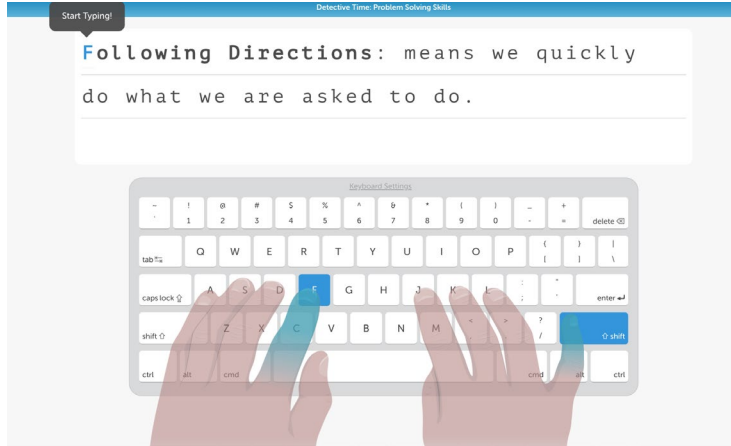 Detective Time: Problem Solving Skills
Start Typing!
Following Directions: means we quickly
do what we are asked to do.
Keyboard Settings
~ ! @ # $ % ^ & * ( ) _ +
` 1 2 3 4 5 6 7 8 9 0 - = delete
tab Q W E R T Y U I O P { [ } ] | \
caps lock A S D F G H J K L : ; " ' enter
shift Z X C V B N M < > ? / shift
ctrl alt cmd cmd alt ctrl